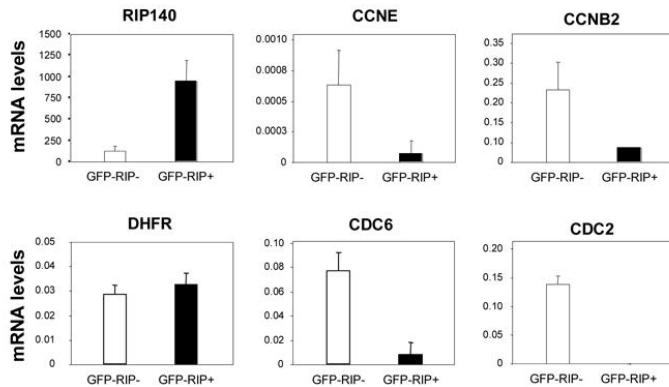 RIP140
mRNA levels
1500
1250
1000
750
500
250
0
GFP-RIP- GFP-RIP+
CCNE
0.0010
0.0008
0.0005
0.0003
0
GFP-RIP- GFP-RIP+
CCNB2
0.35
0.30
0.25
0.20
0.15
0.10
0
GFP-RIP- GFP-RIP+
DHFR
mRNA levels
0.05
0.04
0.03
0.02
0.01
0
GFP-RIP- GFP-RIP+
CDC6
0.10
0.08
0.06
0.04
0.02
0
GFP-RIP- GFP-RIP+
CDC2
0.20
0.15
0.10
0.05
0.00
GFP-RIP- GFP-RIP+